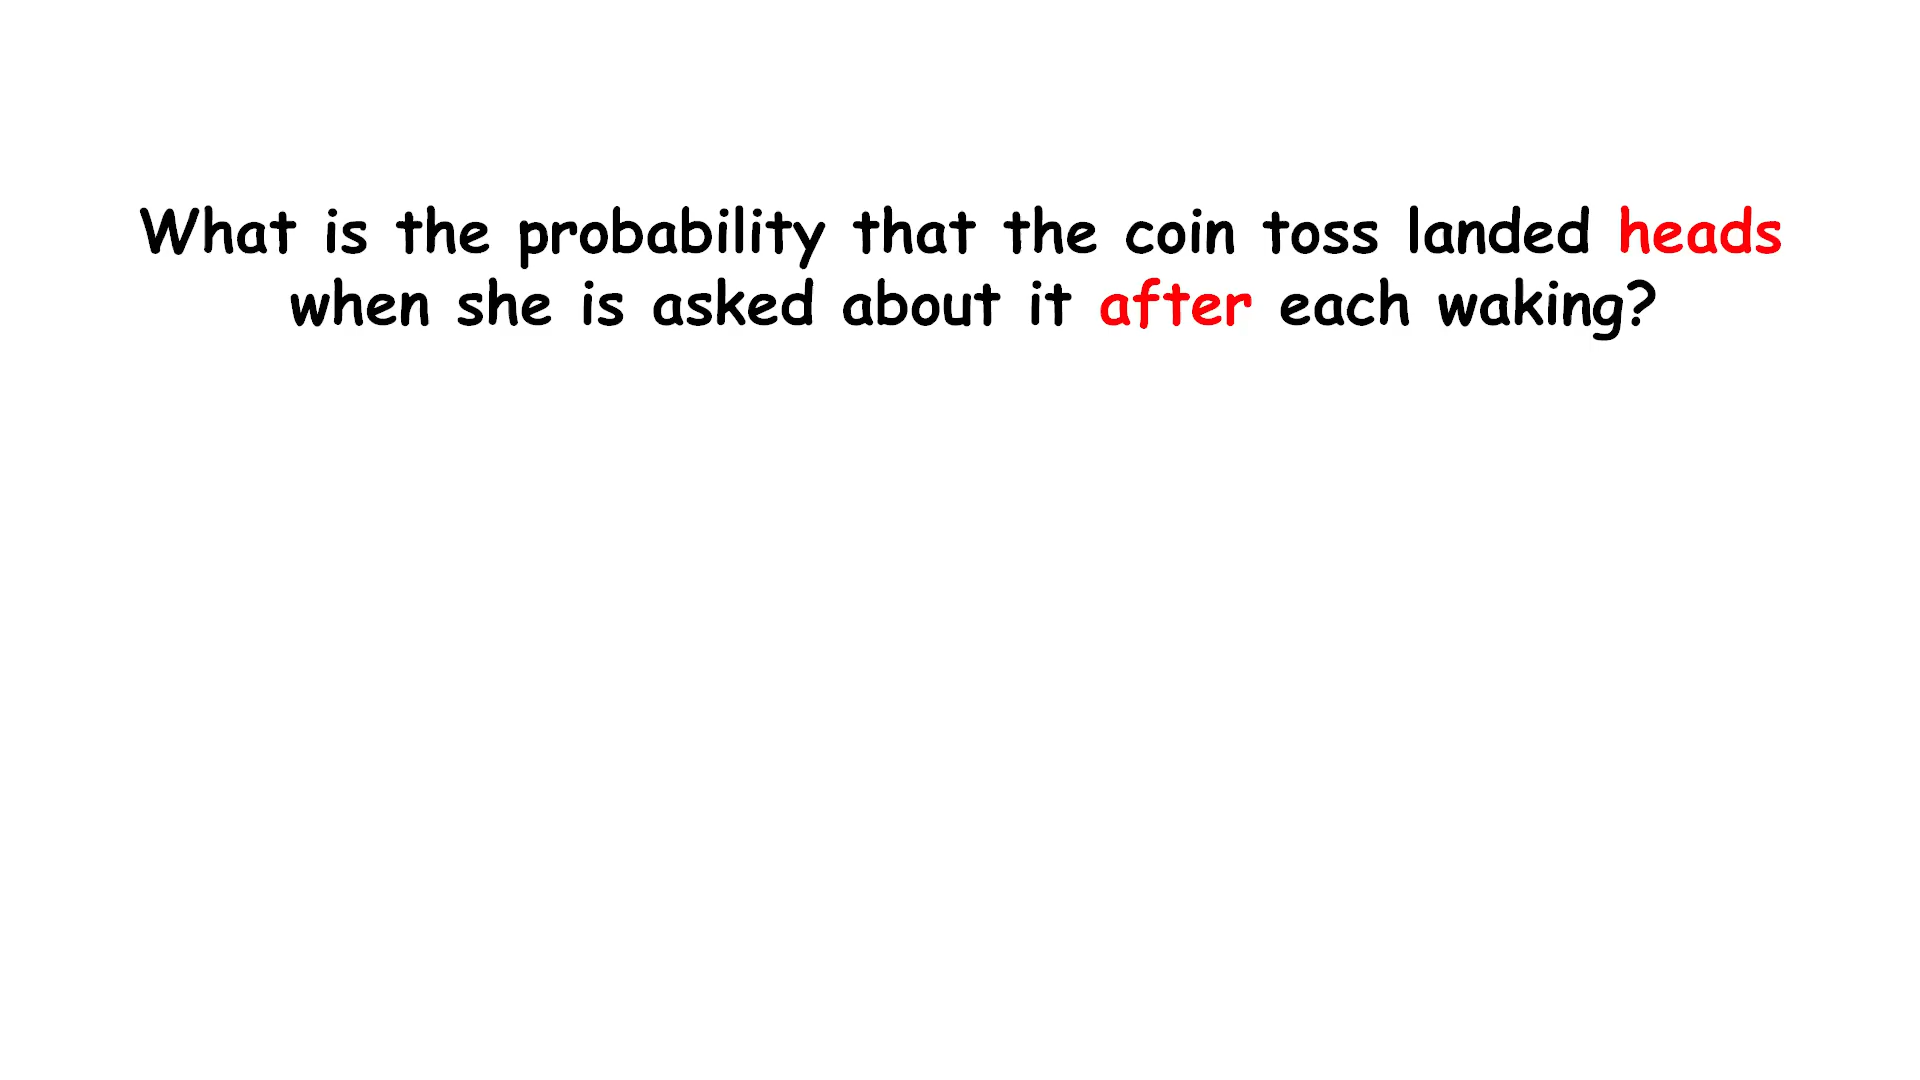 What is the probability that the coin toss landed heads
when she is asked about it after each waking?